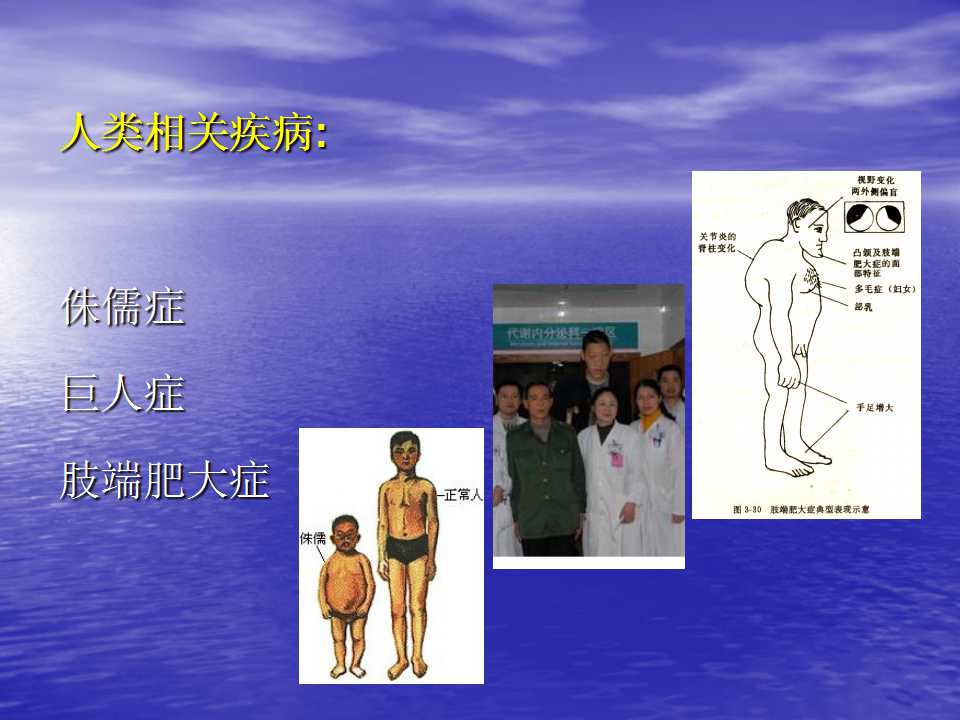 人类相关疾病:
侏儒症
巨人症
肢端肥大症
侏儒
正常人
代谢内分泌科一病区
视野变化
两外侧偏盲
关节炎的
脊柱变化
凸颌及肢端
肥大症的面
部特征
多毛症（妇女）
泌乳
手足增大
图 3-30 肢端肥大症典型表现示意